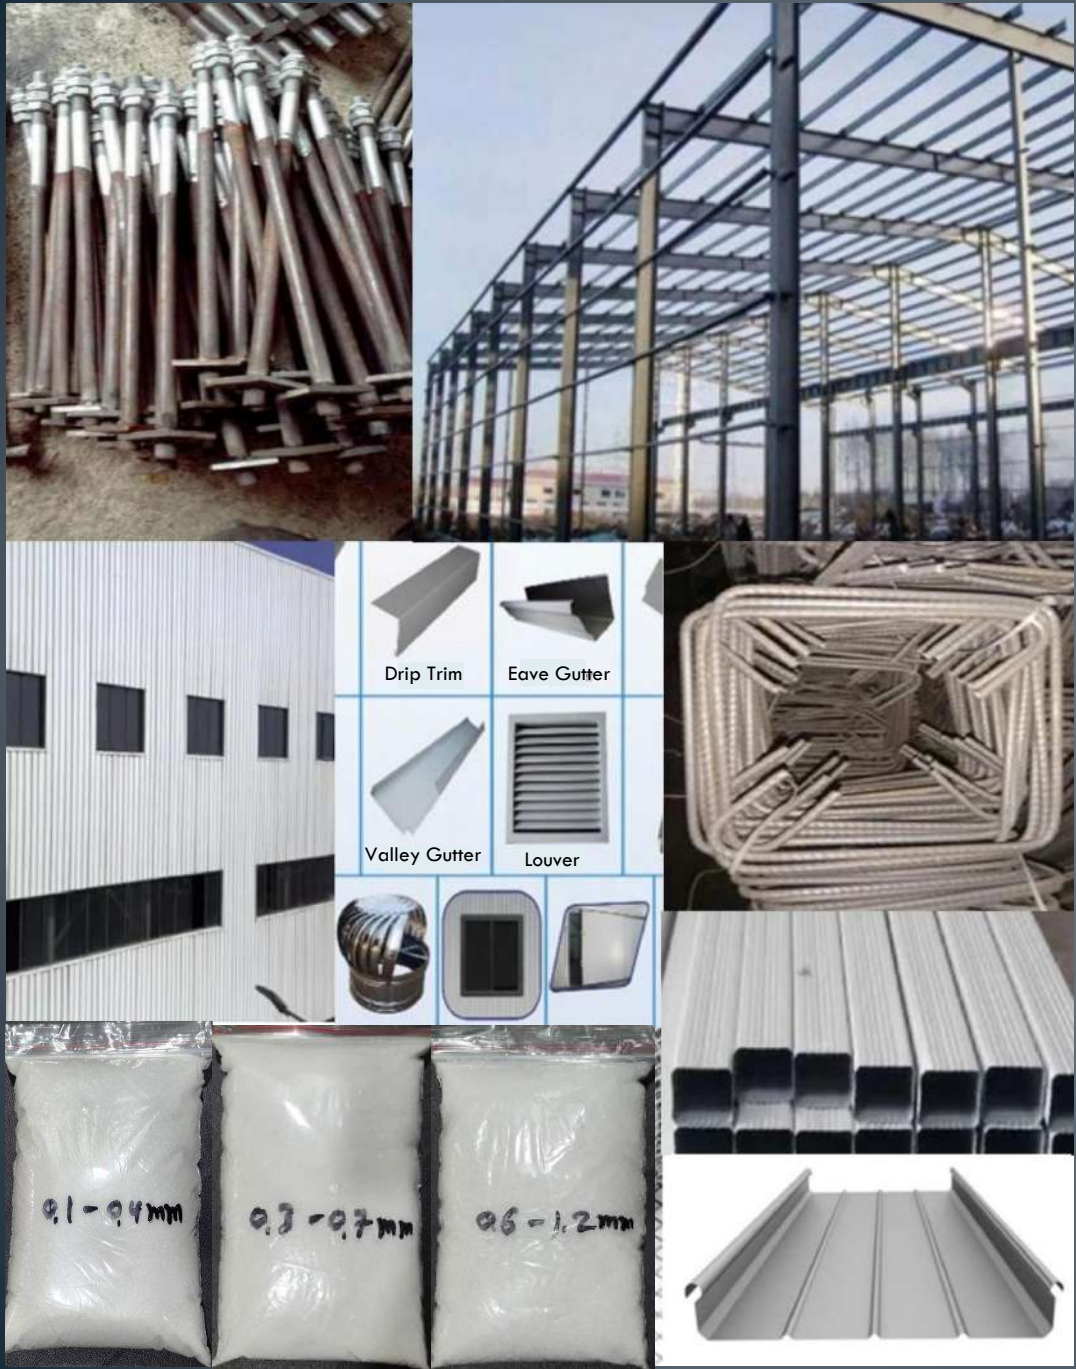 Drip Trim
Eave Gutter
Valley Gutter
Louver
0.1-0.4mm
0.3-0.7mm
0.6-1.2mm